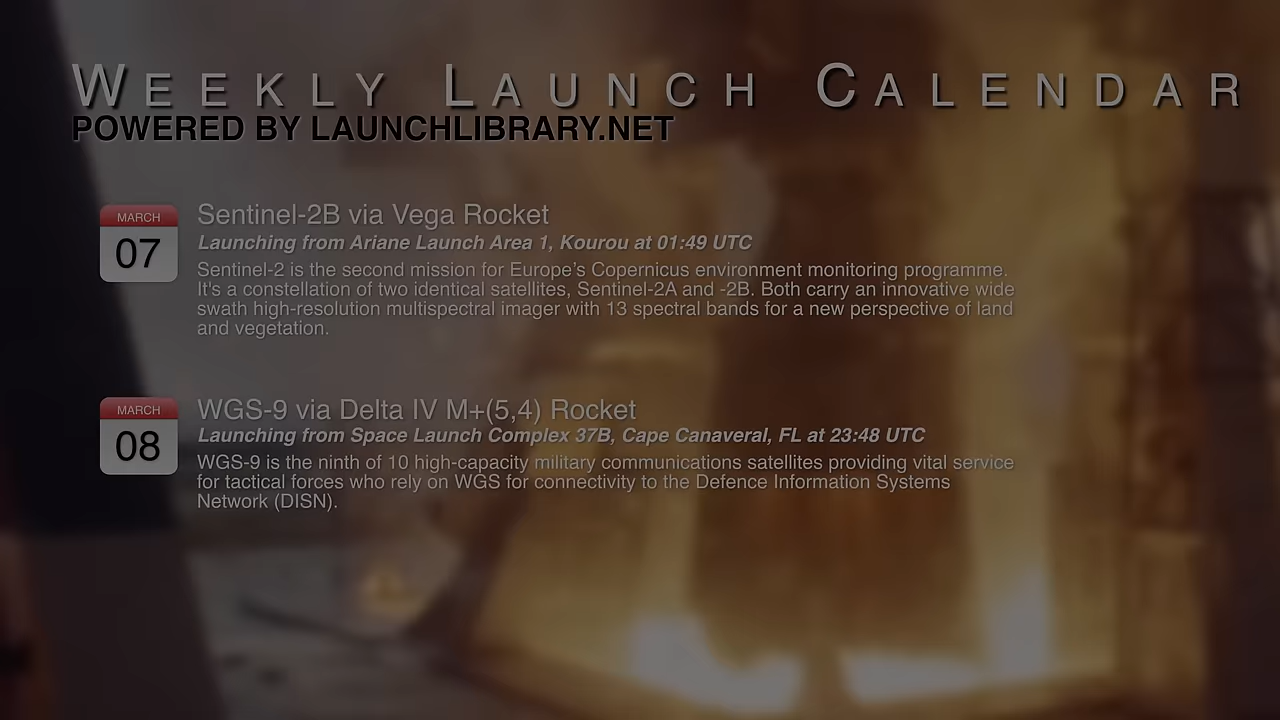 WEEKLY LAUNCH CALENDAR
POWERED BY LAUNCHLIBRARY.NET
MARCH
07
Sentinel-2B via Vega Rocket
Launching from Ariane Launch Area 1, Kourou at 01:49 UTC
Sentinel-2 is the second mission for Europe's Copernicus environment monitoring programme.
It's a constellation of two identical satellites, Sentinel-2A and -2B. Both carry an innovative wide
swath high-resolution multispectral imager with 13 spectral bands for a new perspective of land
and vegetation.
MARCH
08
WGS-9 via Delta IV M+(5,4) Rocket
Launching from Space Launch Complex 37B, Cape Canaveral, FL at 23:48 UTC
WGS-9 is the ninth of 10 high-capacity military communications satellites providing vital service
for tactical forces who rely on WGS for connectivity to the Defence Information Systems
Network (DISN).